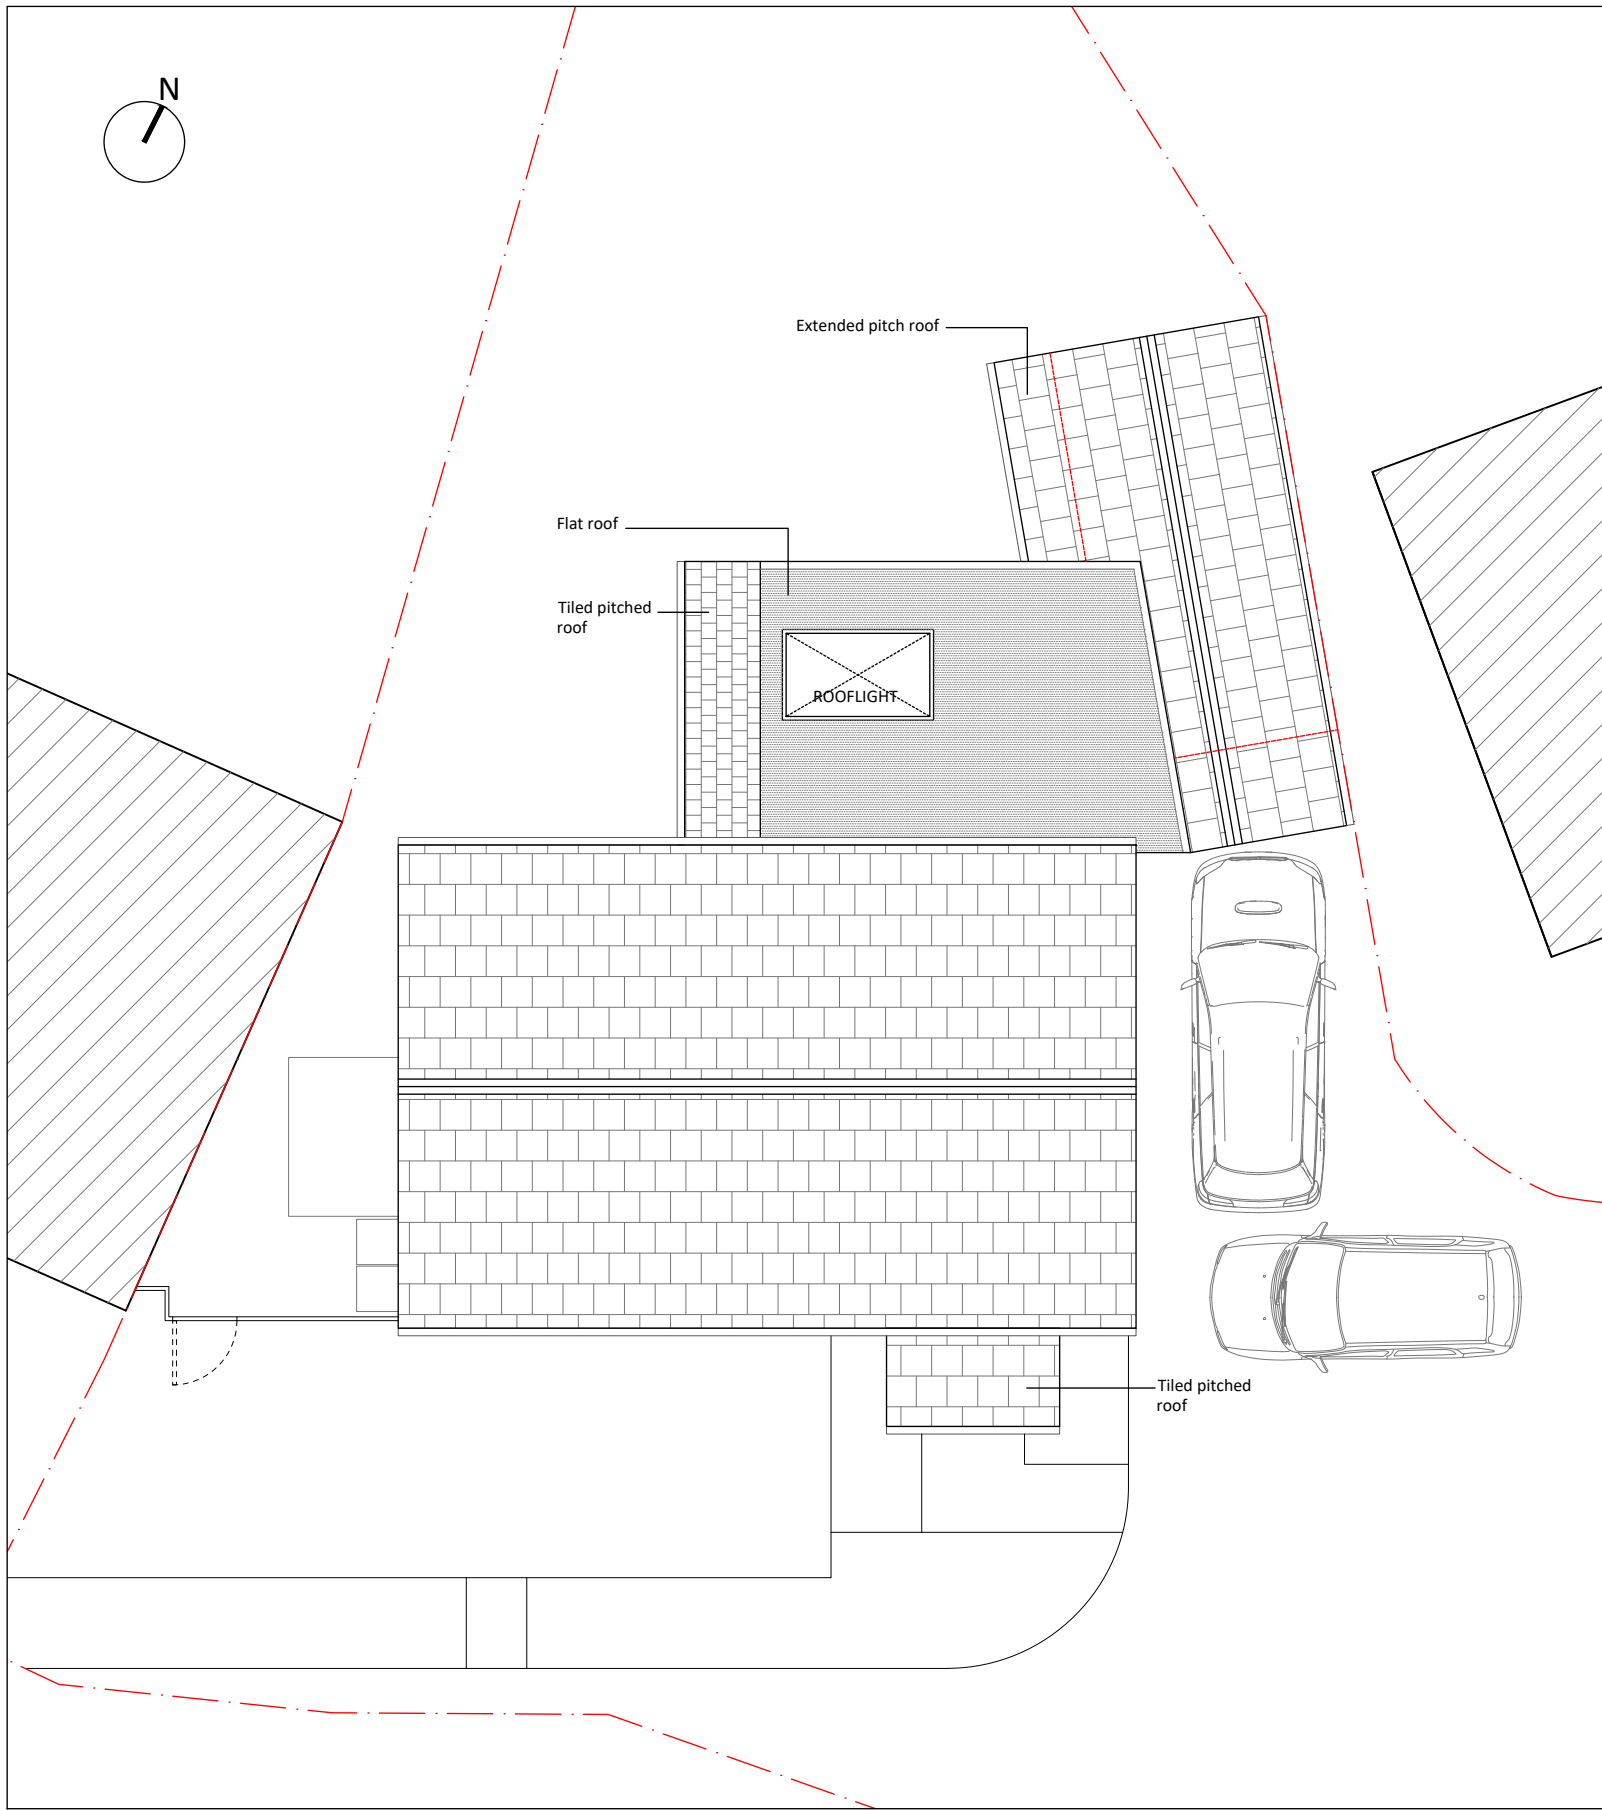 N
Extended pitch roof
Flat roof
Tiled pitched
roof
ROOFLIGHT
Tiled pitched
roof